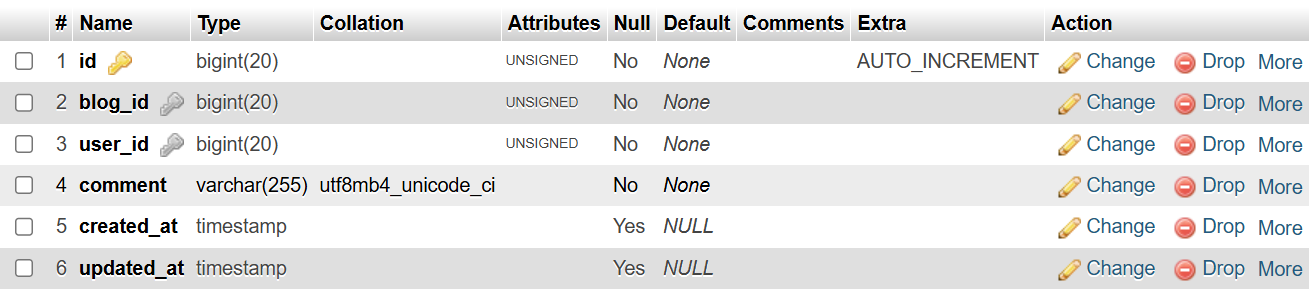 # Name Type Collation Attributes Null Default Comments Extra Action
1 id bigint(20) UNSIGNED No None AUTO_INCREMENT Change Drop More
2 blog_id bigint(20) UNSIGNED No None Change Drop More
3 user_id bigint(20) UNSIGNED No None Change Drop More
4 comment varchar(255) utf8mb4_unicode_ci No None Change Drop More
5 created_at timestamp Yes NULL Change Drop More
6 updated_at timestamp Yes NULL Change Drop More